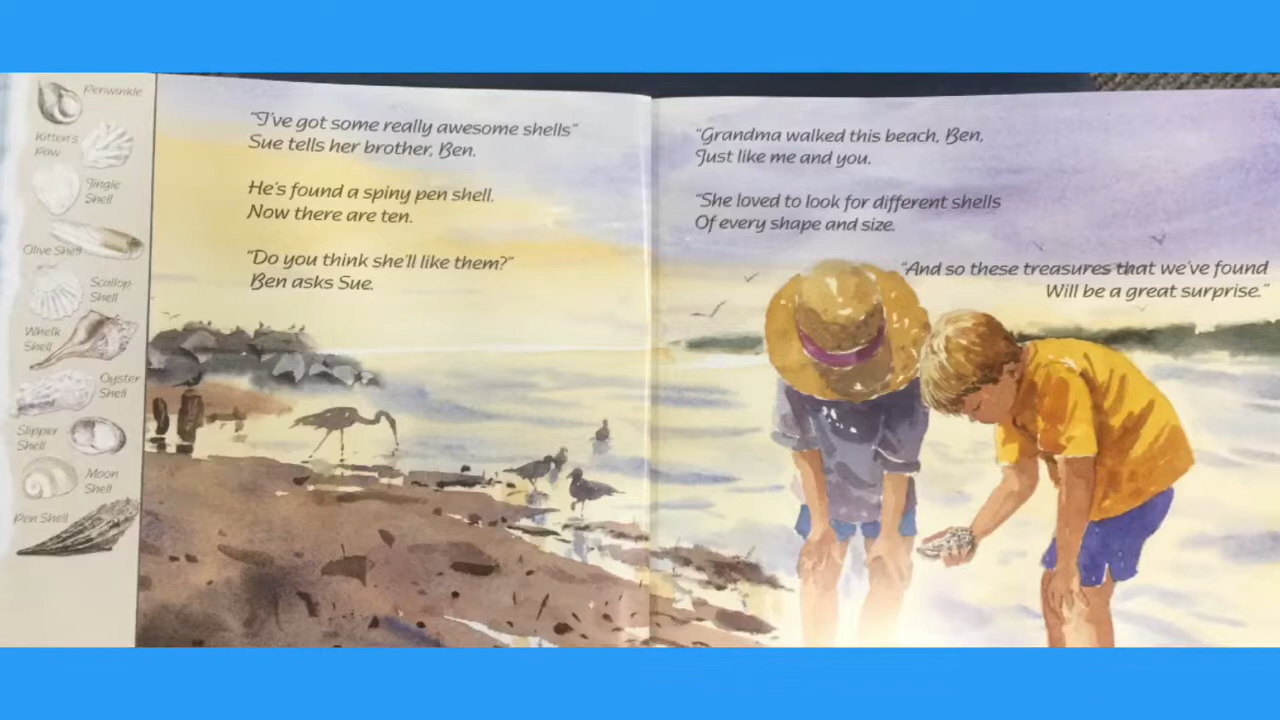 Periwinkle
Kitten's
Paw
Jingle
Shell
Olive Shell
Scallop
Shell
Whelk
Shell
Oyster
Shell
Slipper
Shell
Moon
Shell
Pen Shell
"I've got some really awesome shells"
Sue tells her brother, Ben.
He's found a spiny pen shell.
Now there are ten.
"Do you think she'll like them?"
Ben asks Sue.
"Grandma walked this beach, Ben,
Just like me and you.
"She loved to look for different shells
Of every shape and size.
"And so these treasures that we've found
Will be a great surprise."